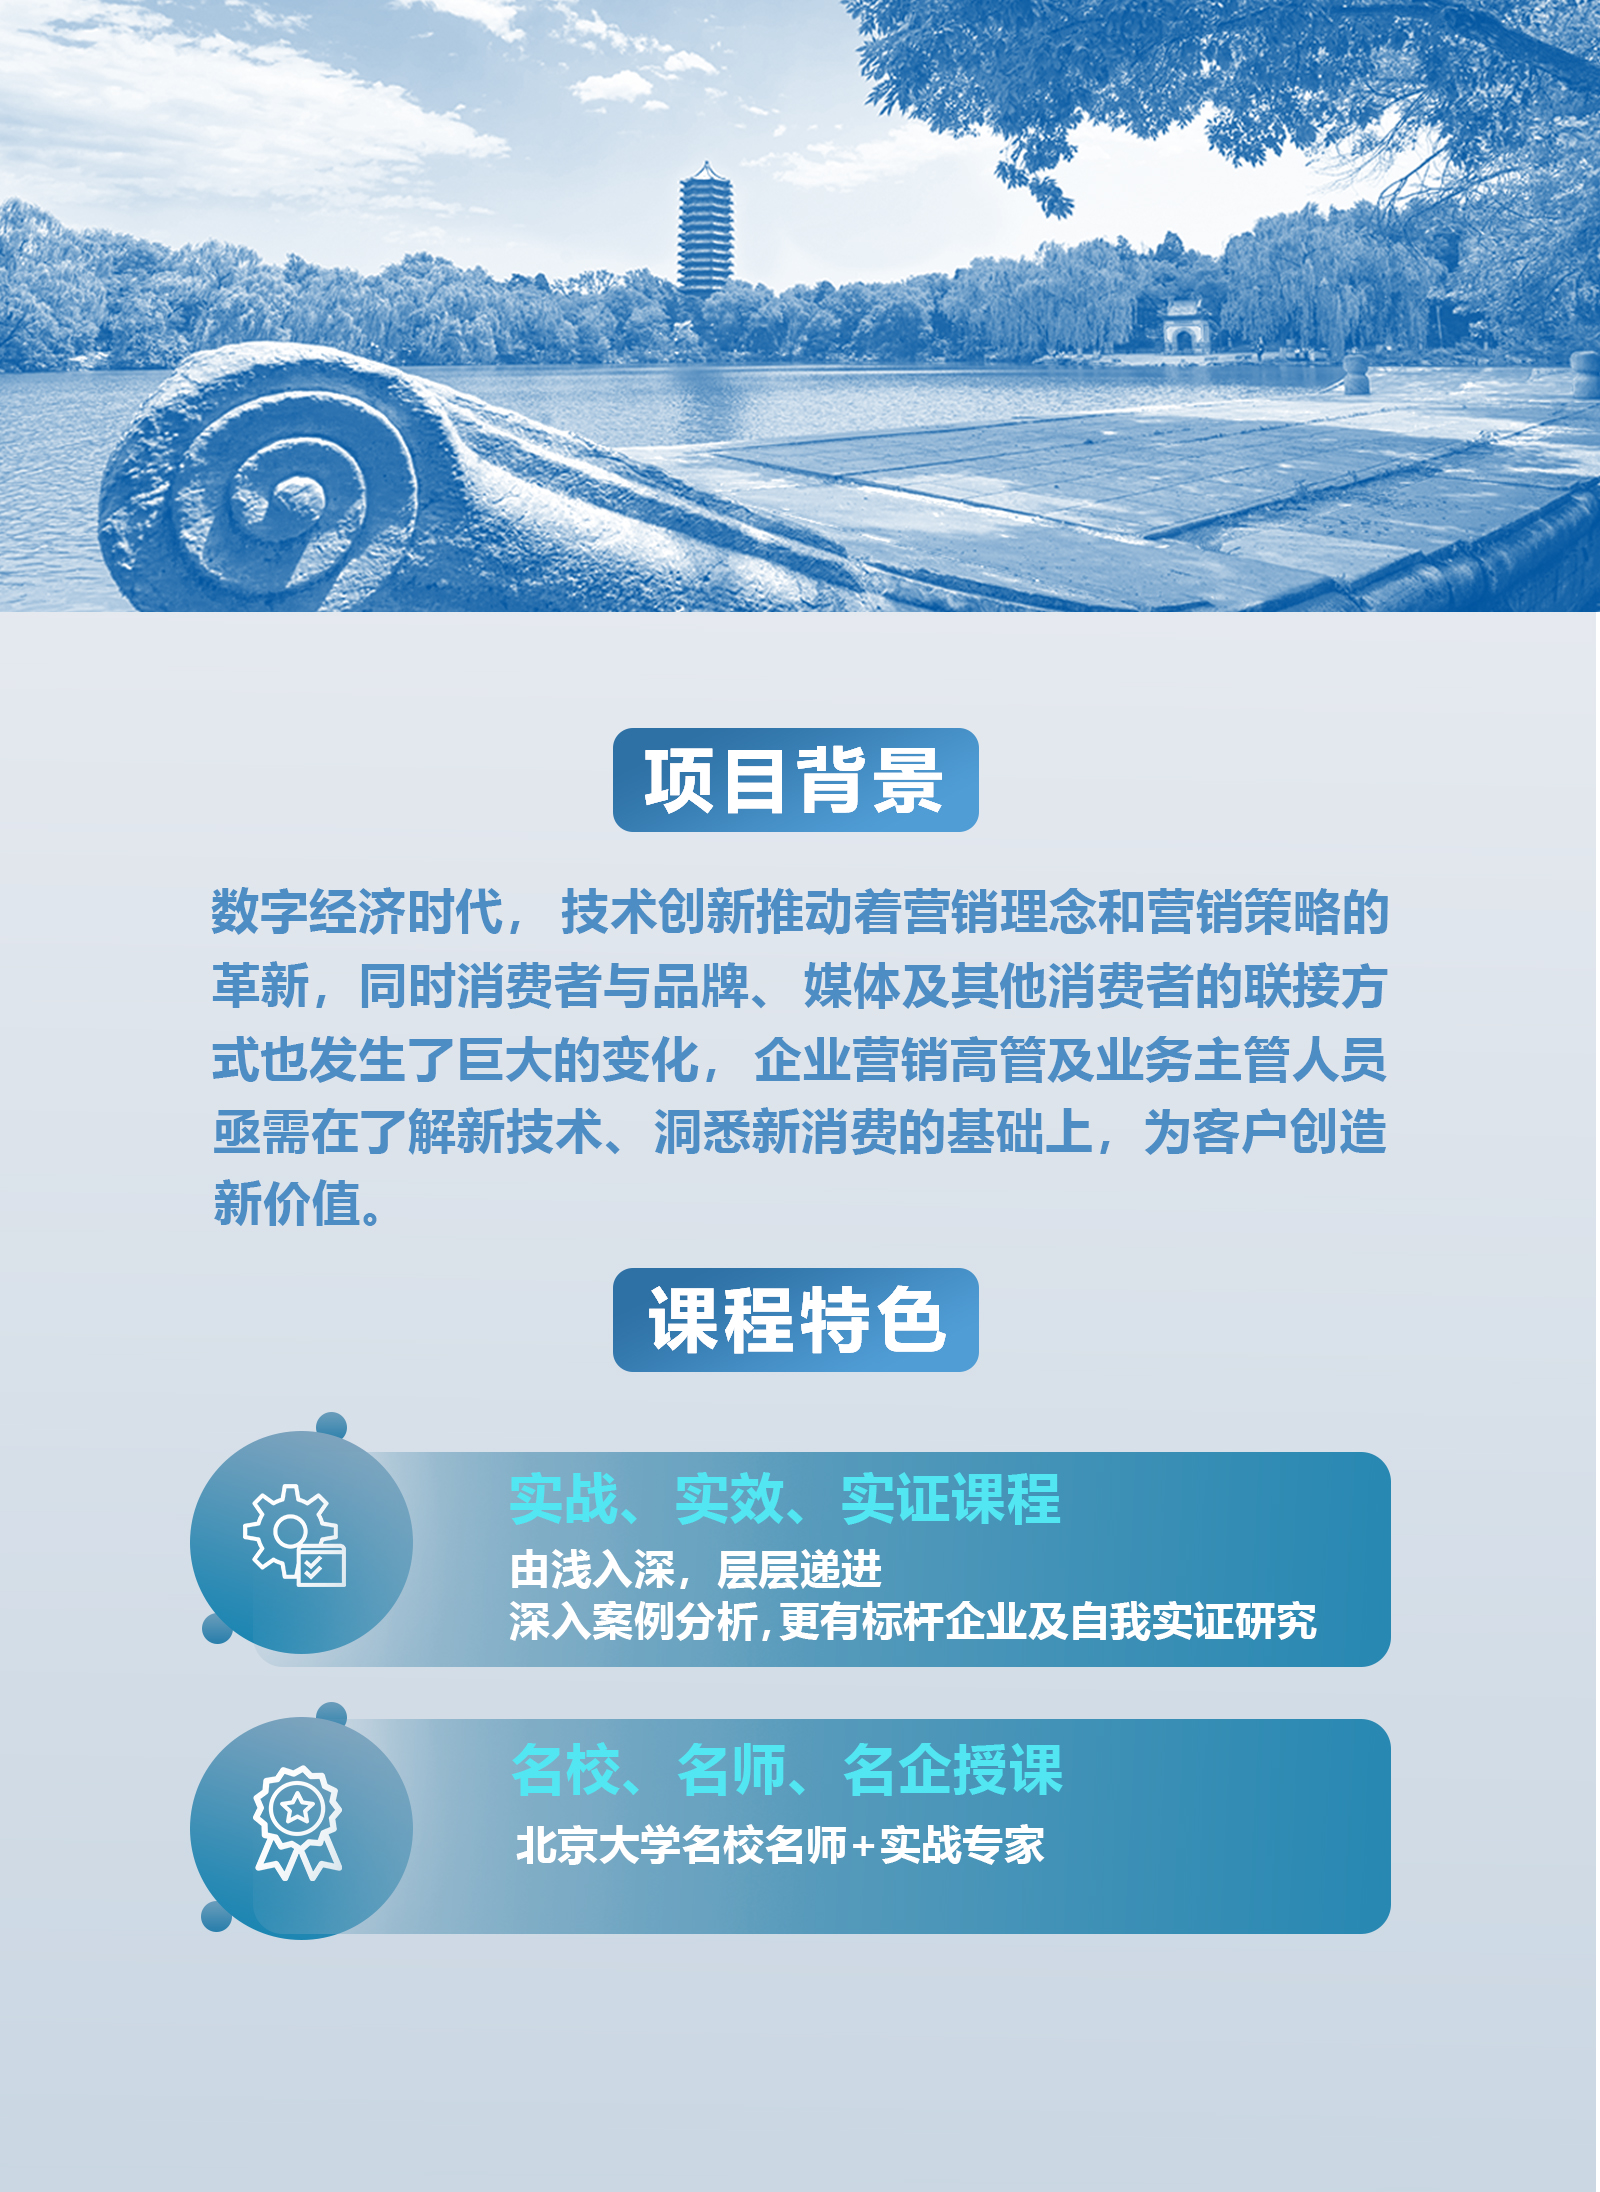 项目背景
数字经济时代，技术创新推动着营销理念和营销策略的
革新，同时消费者与品牌、媒体及其他消费者的联接方
式也发生了巨大的变化，企业营销高管及业务主管人员
亟需在了解新技术、洞悉新消费的基础上，为客户创造
新价值。
课程特色
实战、实效、实证课程
由浅入深，层层递进
深入案例分析，更有标杆企业及自我实证研究
名校、名师、名企授课
北京大学名校名师+实战专家